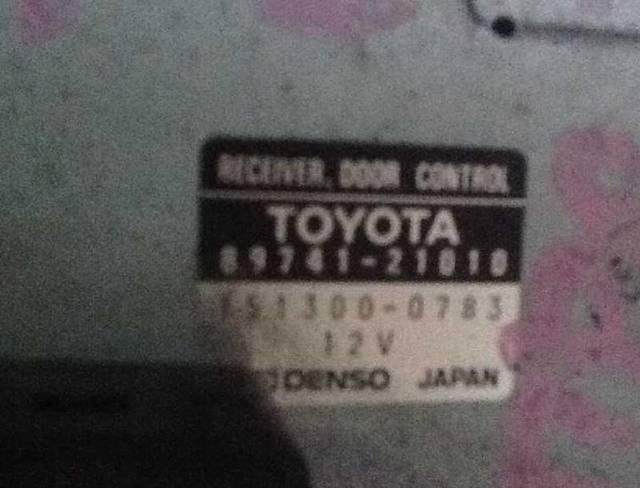 RECEIVER, DOOR CONTROL
TOYOTA
89741-21010
151300-0783
12V
DENSO JAPAN